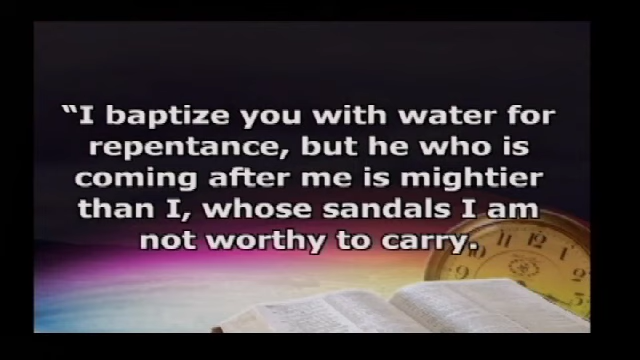 “I baptize you with water for
repentance, but he who is
coming after me is mightier
than I, whose sandals I am
not worthy to carry.